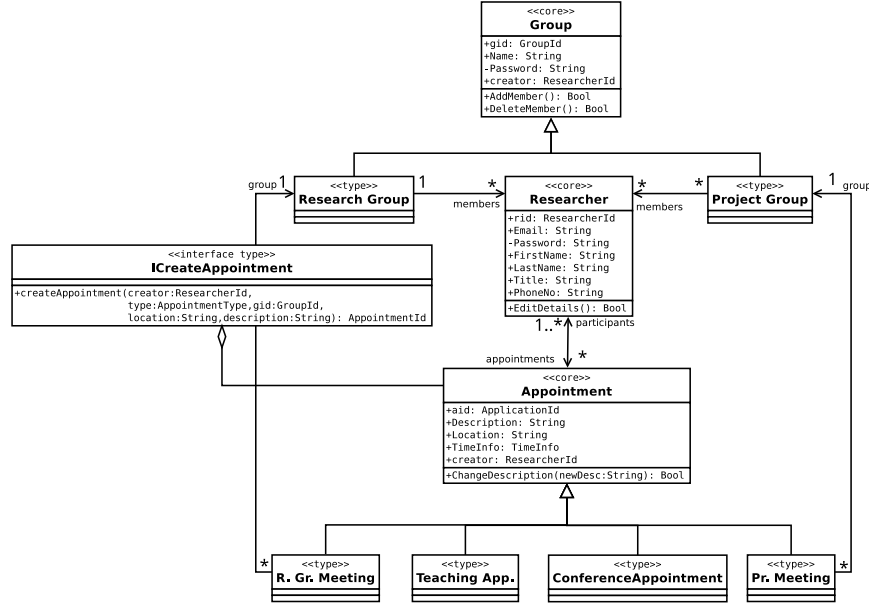 <<core>>
Group
+gid: GroupId
+Name: String
-Password: String
+creator: ResearcherId
+AddMember(): Bool
+DeleteMember(): Bool
group 1
<<type>>
Research Group
1
*
members
<<core>>
Researcher
+rid: ResearcherId
+Email: String
-Password: String
+FirstName: String
+LastName: String
+Title: String
+PhoneNo: String
+EditDetails(): Bool
*
*
members
<<type>>
Project Group
1
group
<<interface type>>
ICreateAppointment
+createAppointment(creator:ResearcherId,
type:AppointmentType,gid:GroupId,
location:String,description:String): AppointmentId
1..*
participants
appointments
*
<<core>>
Appointment
+aid: ApplicationId
+Description: String
+Location: String
+TimeInfo: TimeInfo
+creator: ResearcherId
+ChangeDescription(newDesc:String): Bool
*
<<type>>
R. Gr. Meeting
<<type>>
Teaching App.
<<type>>
ConferenceAppointment
<<type>>
Pr. Meeting
*